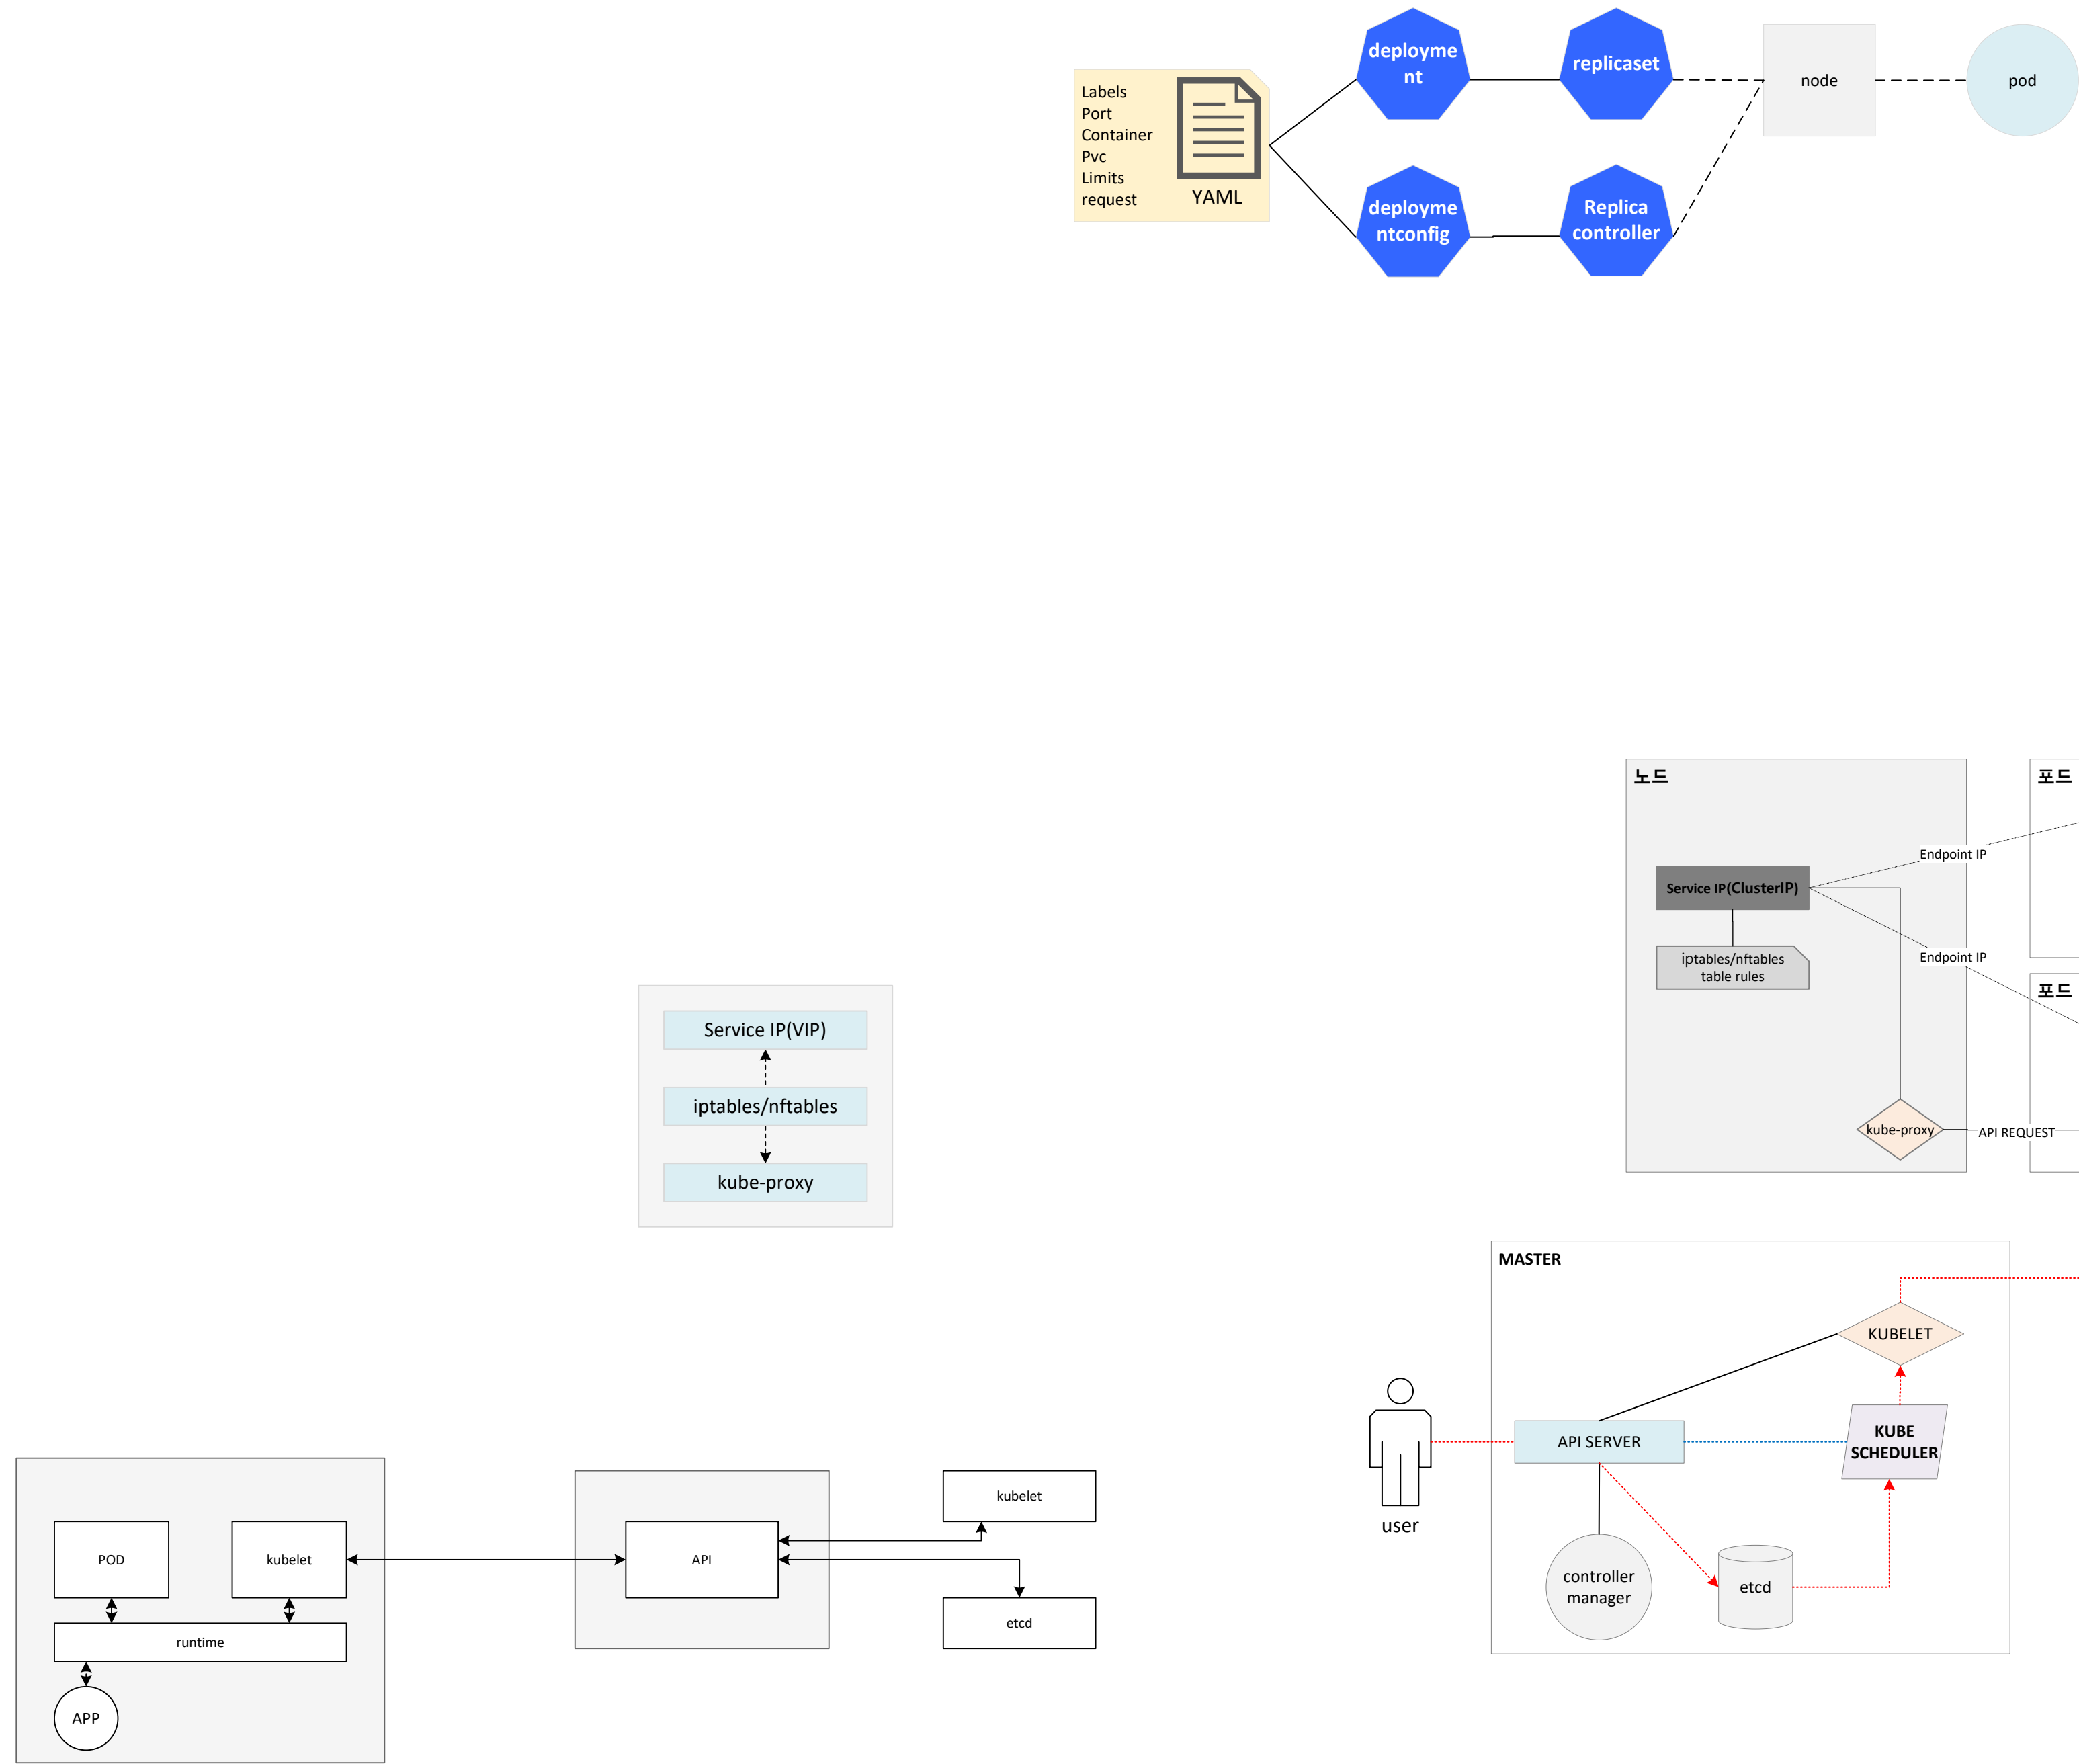 deployme
nt
replicaset
node
pod
Labels
Port
Container
Pvc
Limits
request
YAML
deployme
ntconfig
Replica
controller
노드
포드
Endpoint IP
Service IP(ClusterIP)
iptables/nftables
table rules
Endpoint IP
포드
kube-proxy
API REQUEST
Service IP(VIP)
iptables/nftables
kube-proxy
MASTER
KUBELET
API SERVER
KUBE
SCHEDULER
user
controller
manager
etcd
POD
kubelet
runtime
APP
API
kubelet
etcd